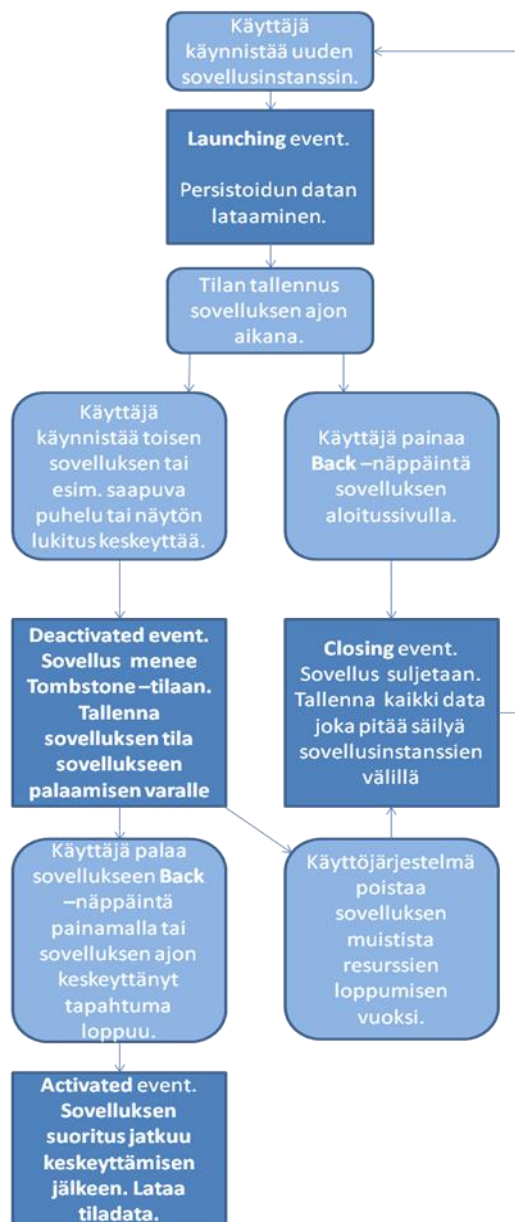 Käyttäjä
käynnistää uuden
sovellusinstanssin.
Launching event.
Persistoidun datan
lataaminen.
Tilan tallennus
sovelluksen ajon
aikana.
Käyttäjä
käynnistää toisen
sovelluksen tai
esim. saapuva
puhelu tai näytön
lukitus keskeyttää.
Käyttäjä painaa
Back –näppäintä
sovelluksen
aloitussivulla.
Deactivated event.
Sovellus menee
Tombstone –tilaan.
Tallenna
sovelluksen tila
sovellukseen
palaamisen varalle
Closing event.
Sovellus suljetaan.
Tallenna kaikki data
joka pitää säilyä
sovellusinstanssien
välillä
Käyttäjä palaa
sovellukseen Back
–näppäintä
painamalla tai
sovelluksen ajon
keskeyttänyt
tapahtuma
loppuu.
Käyttöjärjestelmä
poistaa
sovelluksen
muistista
resurssien
loppumisen
vuoksi.
Activated event.
Sovelluksen
suoritus jatkuu
keskeyttämisen
jälkeen. Lataa
tiladata.